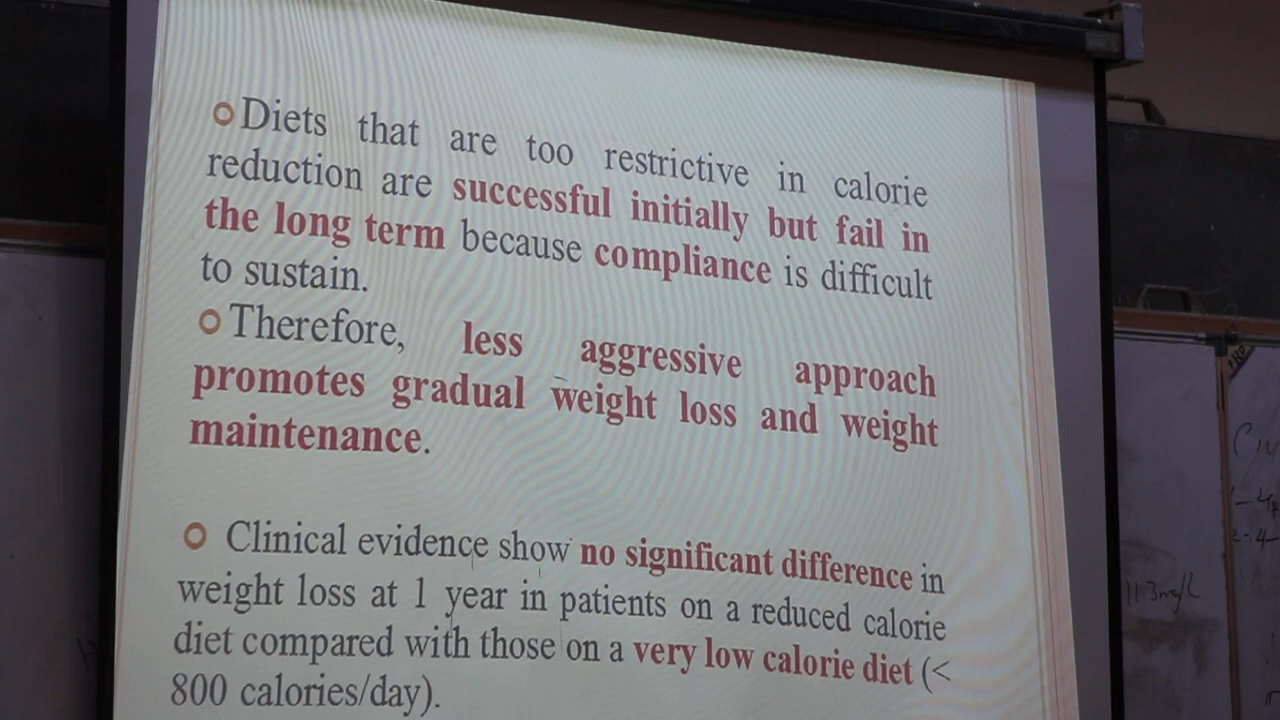 Diets that are too restrictive in calorie
reduction are successful initially but fail in
the long term because compliance is difficult
to sustain.
Therefore, less aggressive approach
promotes gradual weight loss and weight
maintenance.
Clinical evidence show no significant difference in
weight loss at 1 year in patients on a reduced calorie
diet compared with those on a very low calorie diet (<
800 calories/day).